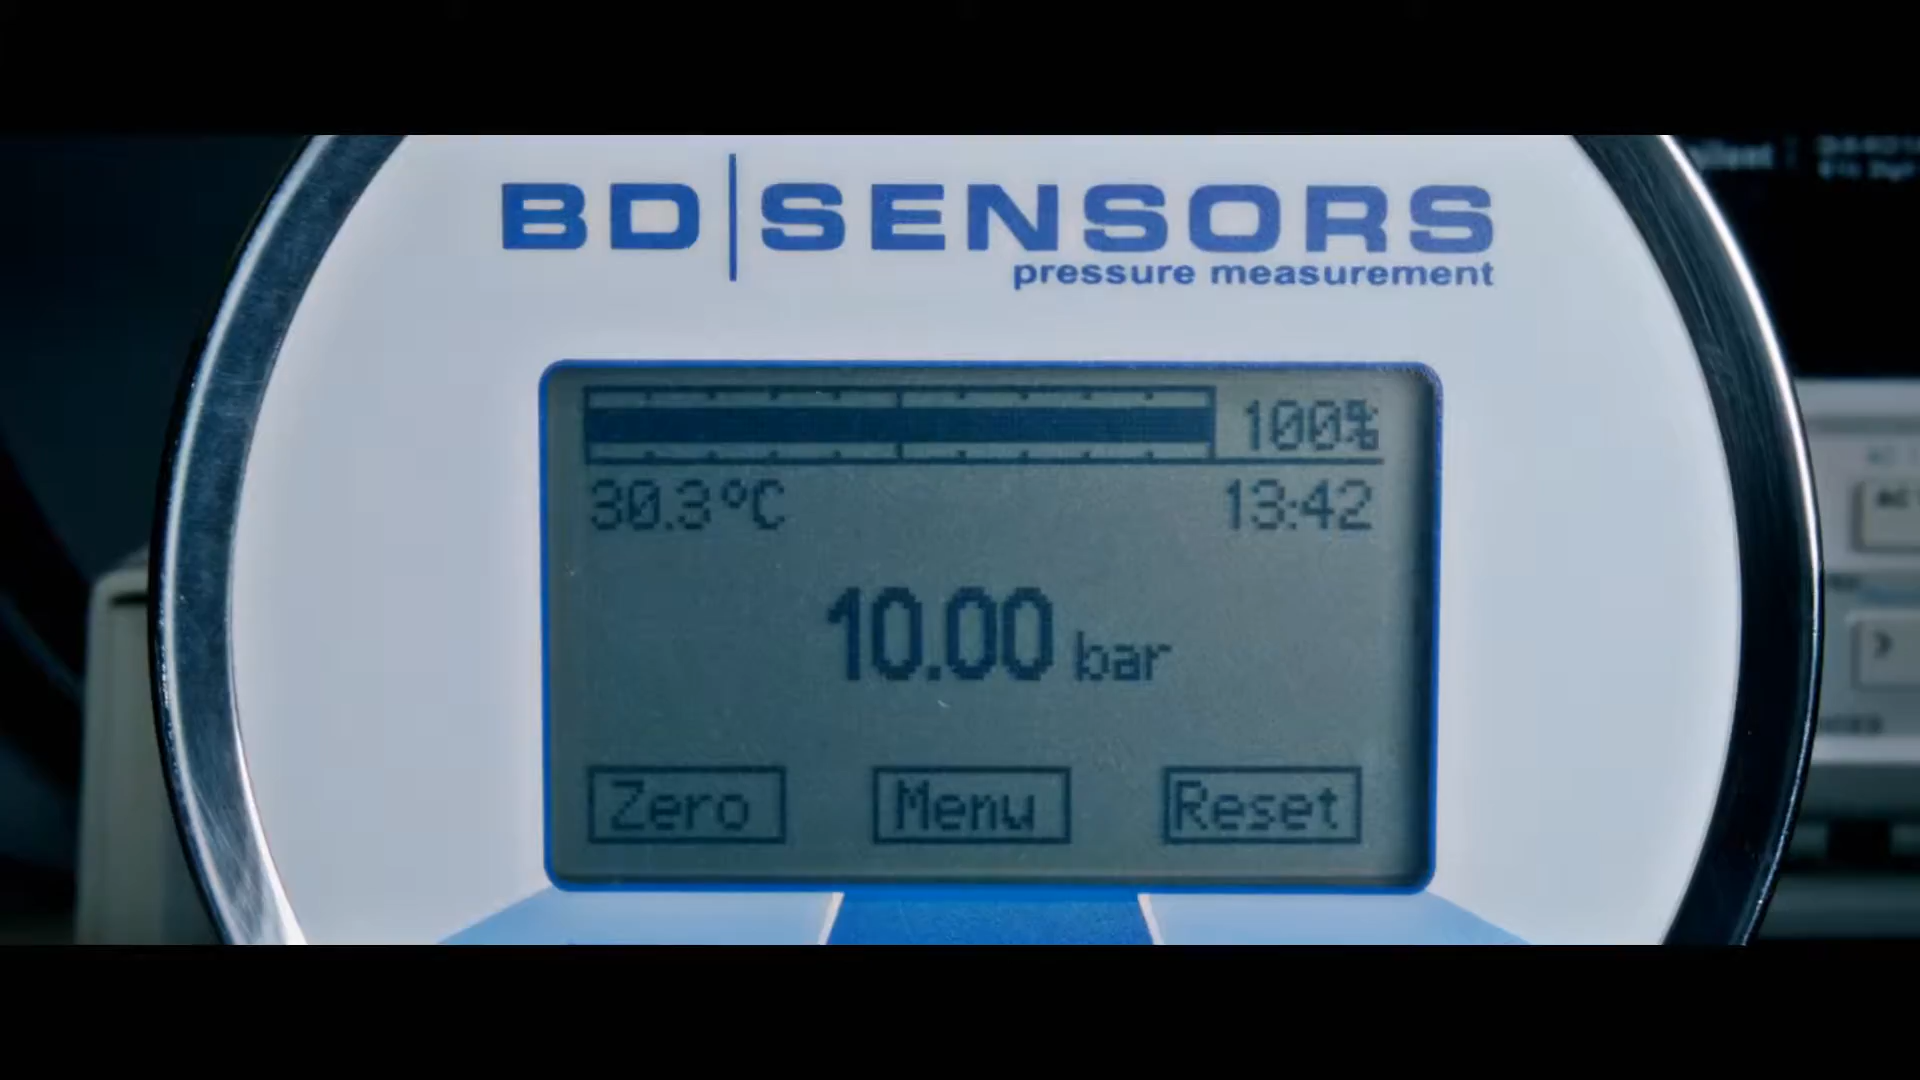 BD|SENSORS
pressure measurement
100%
30.3°C 13:42
10.00 bar
Zero Menu Reset